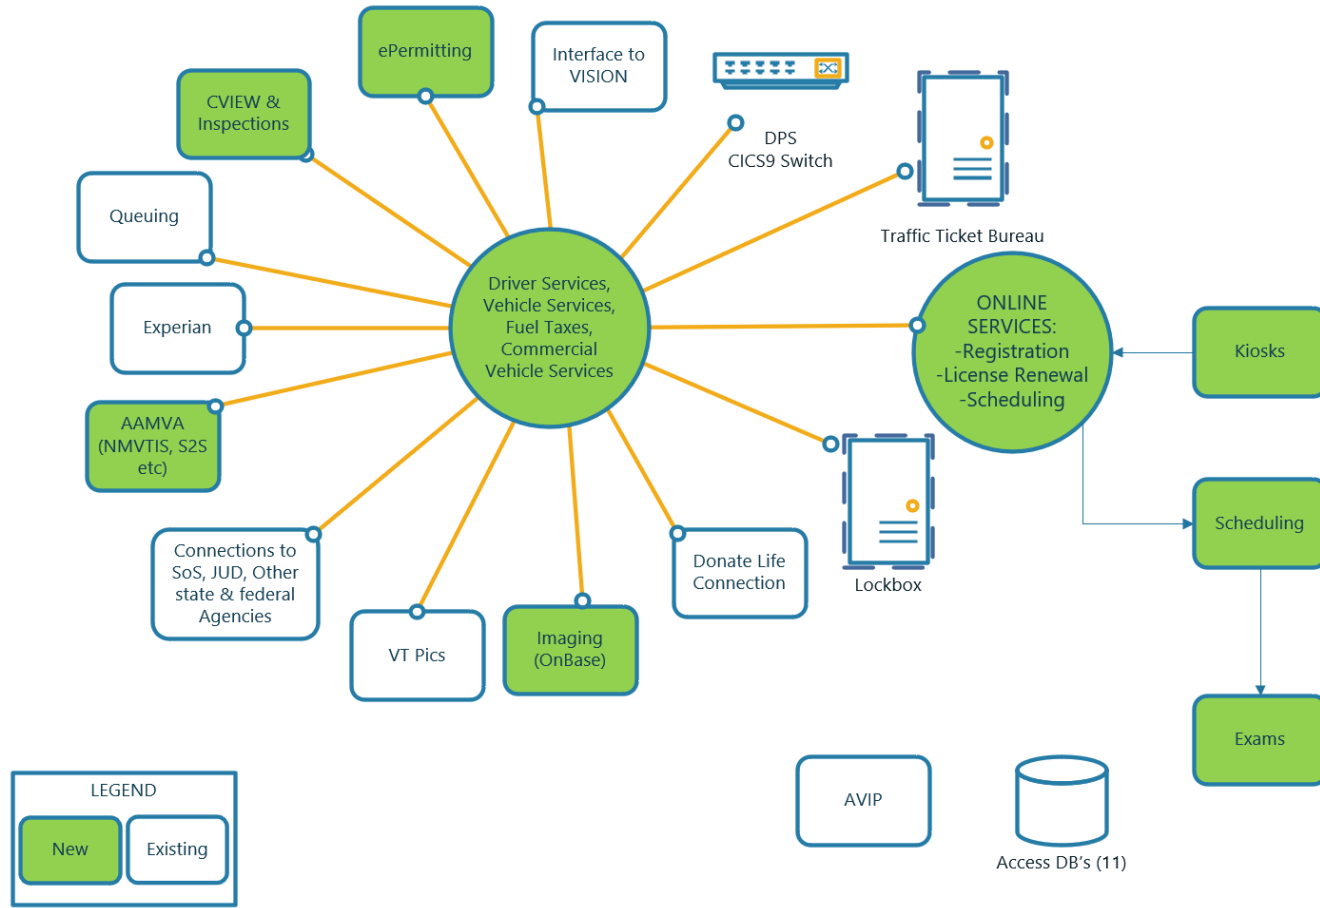 ePermitting
Interface to
VISION
CVIEW &
Inspections
DPS
CICS9 Switch
Queuing
Traffic Ticket Bureau
Experian
Driver Services,
Vehicle Services,
Fuel Taxes,
Commercial
Vehicle Services
ONLINE
SERVICES:
-Registration
-License Renewal
-Scheduling
Kiosks
AAMVA
(NMVTIS, S2S
etc)
Scheduling
Connections to
SoS, JUD, Other
state & federal
Agencies
VT Pics
Imaging
(OnBase)
Donate Life
Connection
Lockbox
Exams
LEGEND
New
Existing
AVIP
Access DB’s (11)